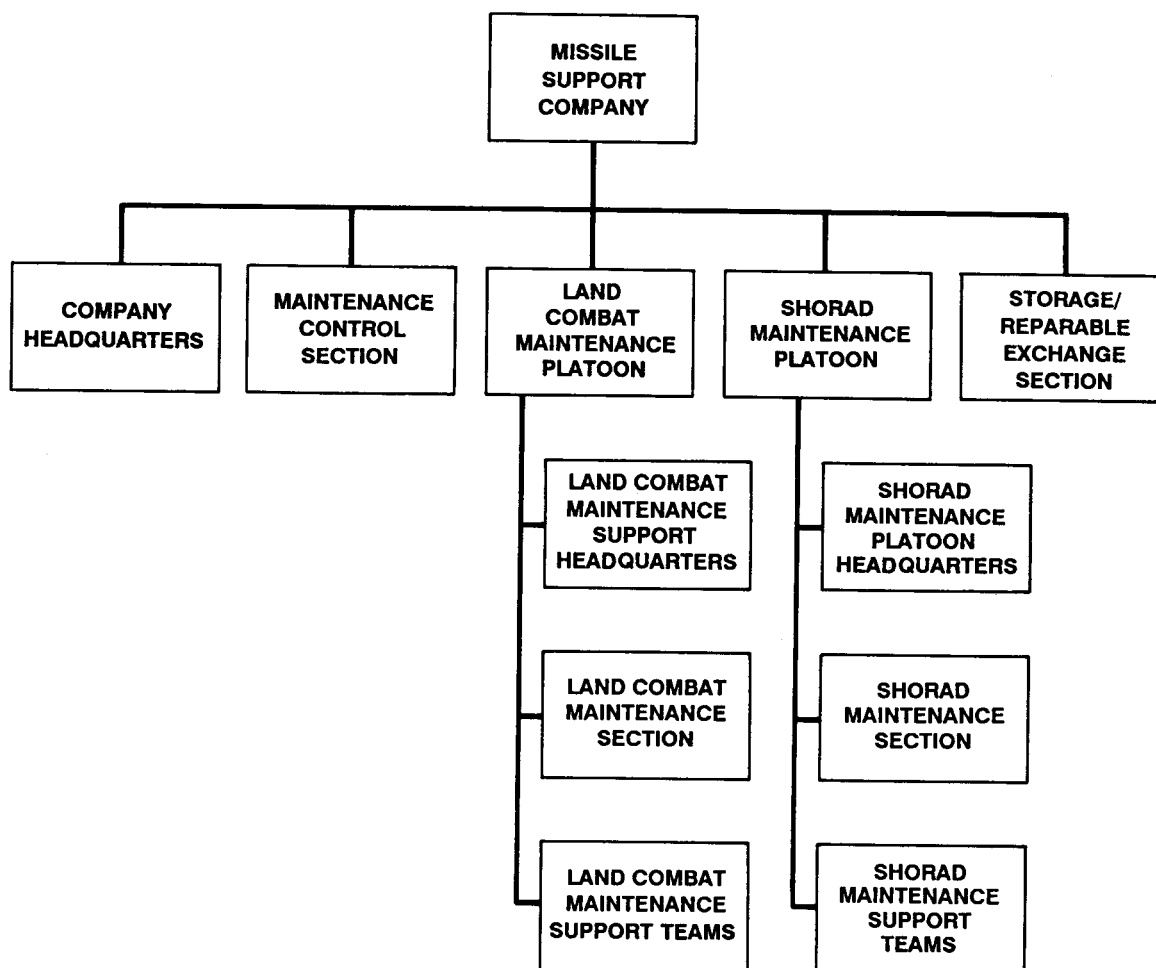 MISSILE
SUPPORT
COMPANY
COMPANY
HEADQUARTERS
MAINTENANCE
CONTROL
SECTION
LAND
COMBAT
MAINTENANCE
PLATOON
SHORAD
MAINTENANCE
PLATOON
STORAGE/
REPARABLE
EXCHANGE
SECTION
LAND COMBAT
MAINTENANCE
SUPPORT
HEADQUARTERS
SHORAD
MAINTENANCE
PLATOON
HEADQUARTERS
LAND COMBAT
MAINTENANCE
SECTION
SHORAD
MAINTENANCE
SECTION
LAND COMBAT
MAINTENANCE
SUPPORT TEAMS
SHORAD
MAINTENANCE
SUPPORT
TEAMS